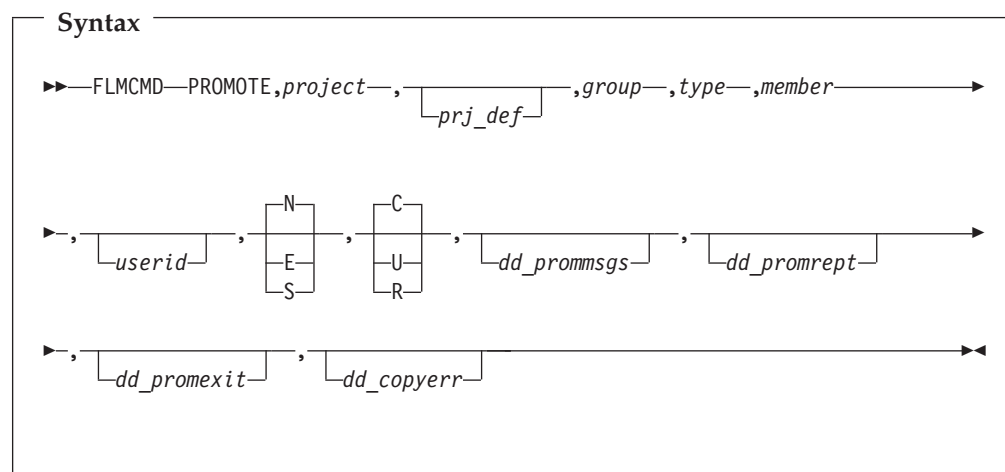 Syntax
FLMCMD PROMOTE,project , ,group ,type ,member
prj_def
N C
, , , , ,
userid E U dd_prommsgs dd_promrept
S R
, ,
dd_promexit dd_copyerr